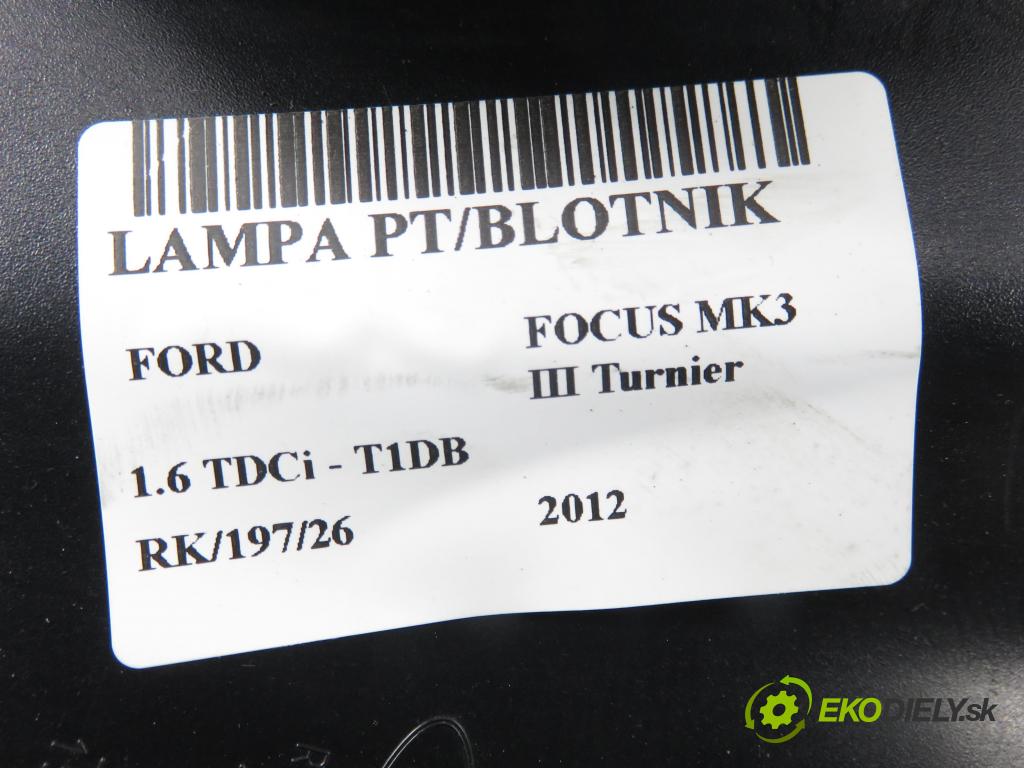 LAMPA PT/BLOTNIK
FORD
FOCUS MK3
III Turnier
1.6 TDCi - T1DB
RK/197/26
2012
EKODIELY.sk